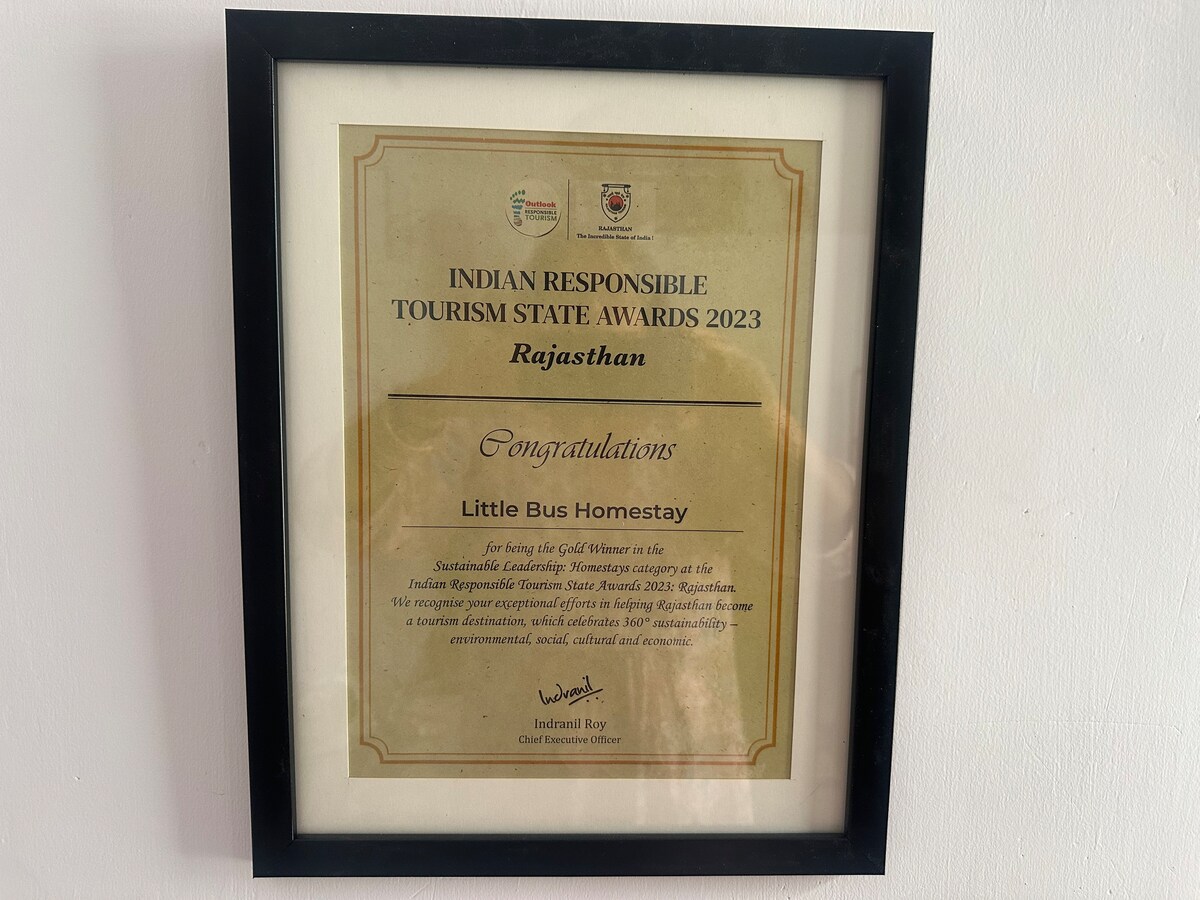 Outlook
RESPONSIBLE
TOURISM
RAJASTHAN
The Incredible State of India !
INDIAN RESPONSIBLE
TOURISM STATE AWARDS 2023
Rajasthan
Congratulations
Little Bus Homestay
for being the Gold Winner in the
Sustainable Leadership: Homestays category at the
Indian Responsible Tourism State Awards 2023: Rajasthan.
We recognise your exceptional efforts in helping Rajasthan become
a tourism destination, which celebrates 360° sustainability –
environmental, social, cultural and economic.
Indranil
Indranil Roy
Chief Executive Officer